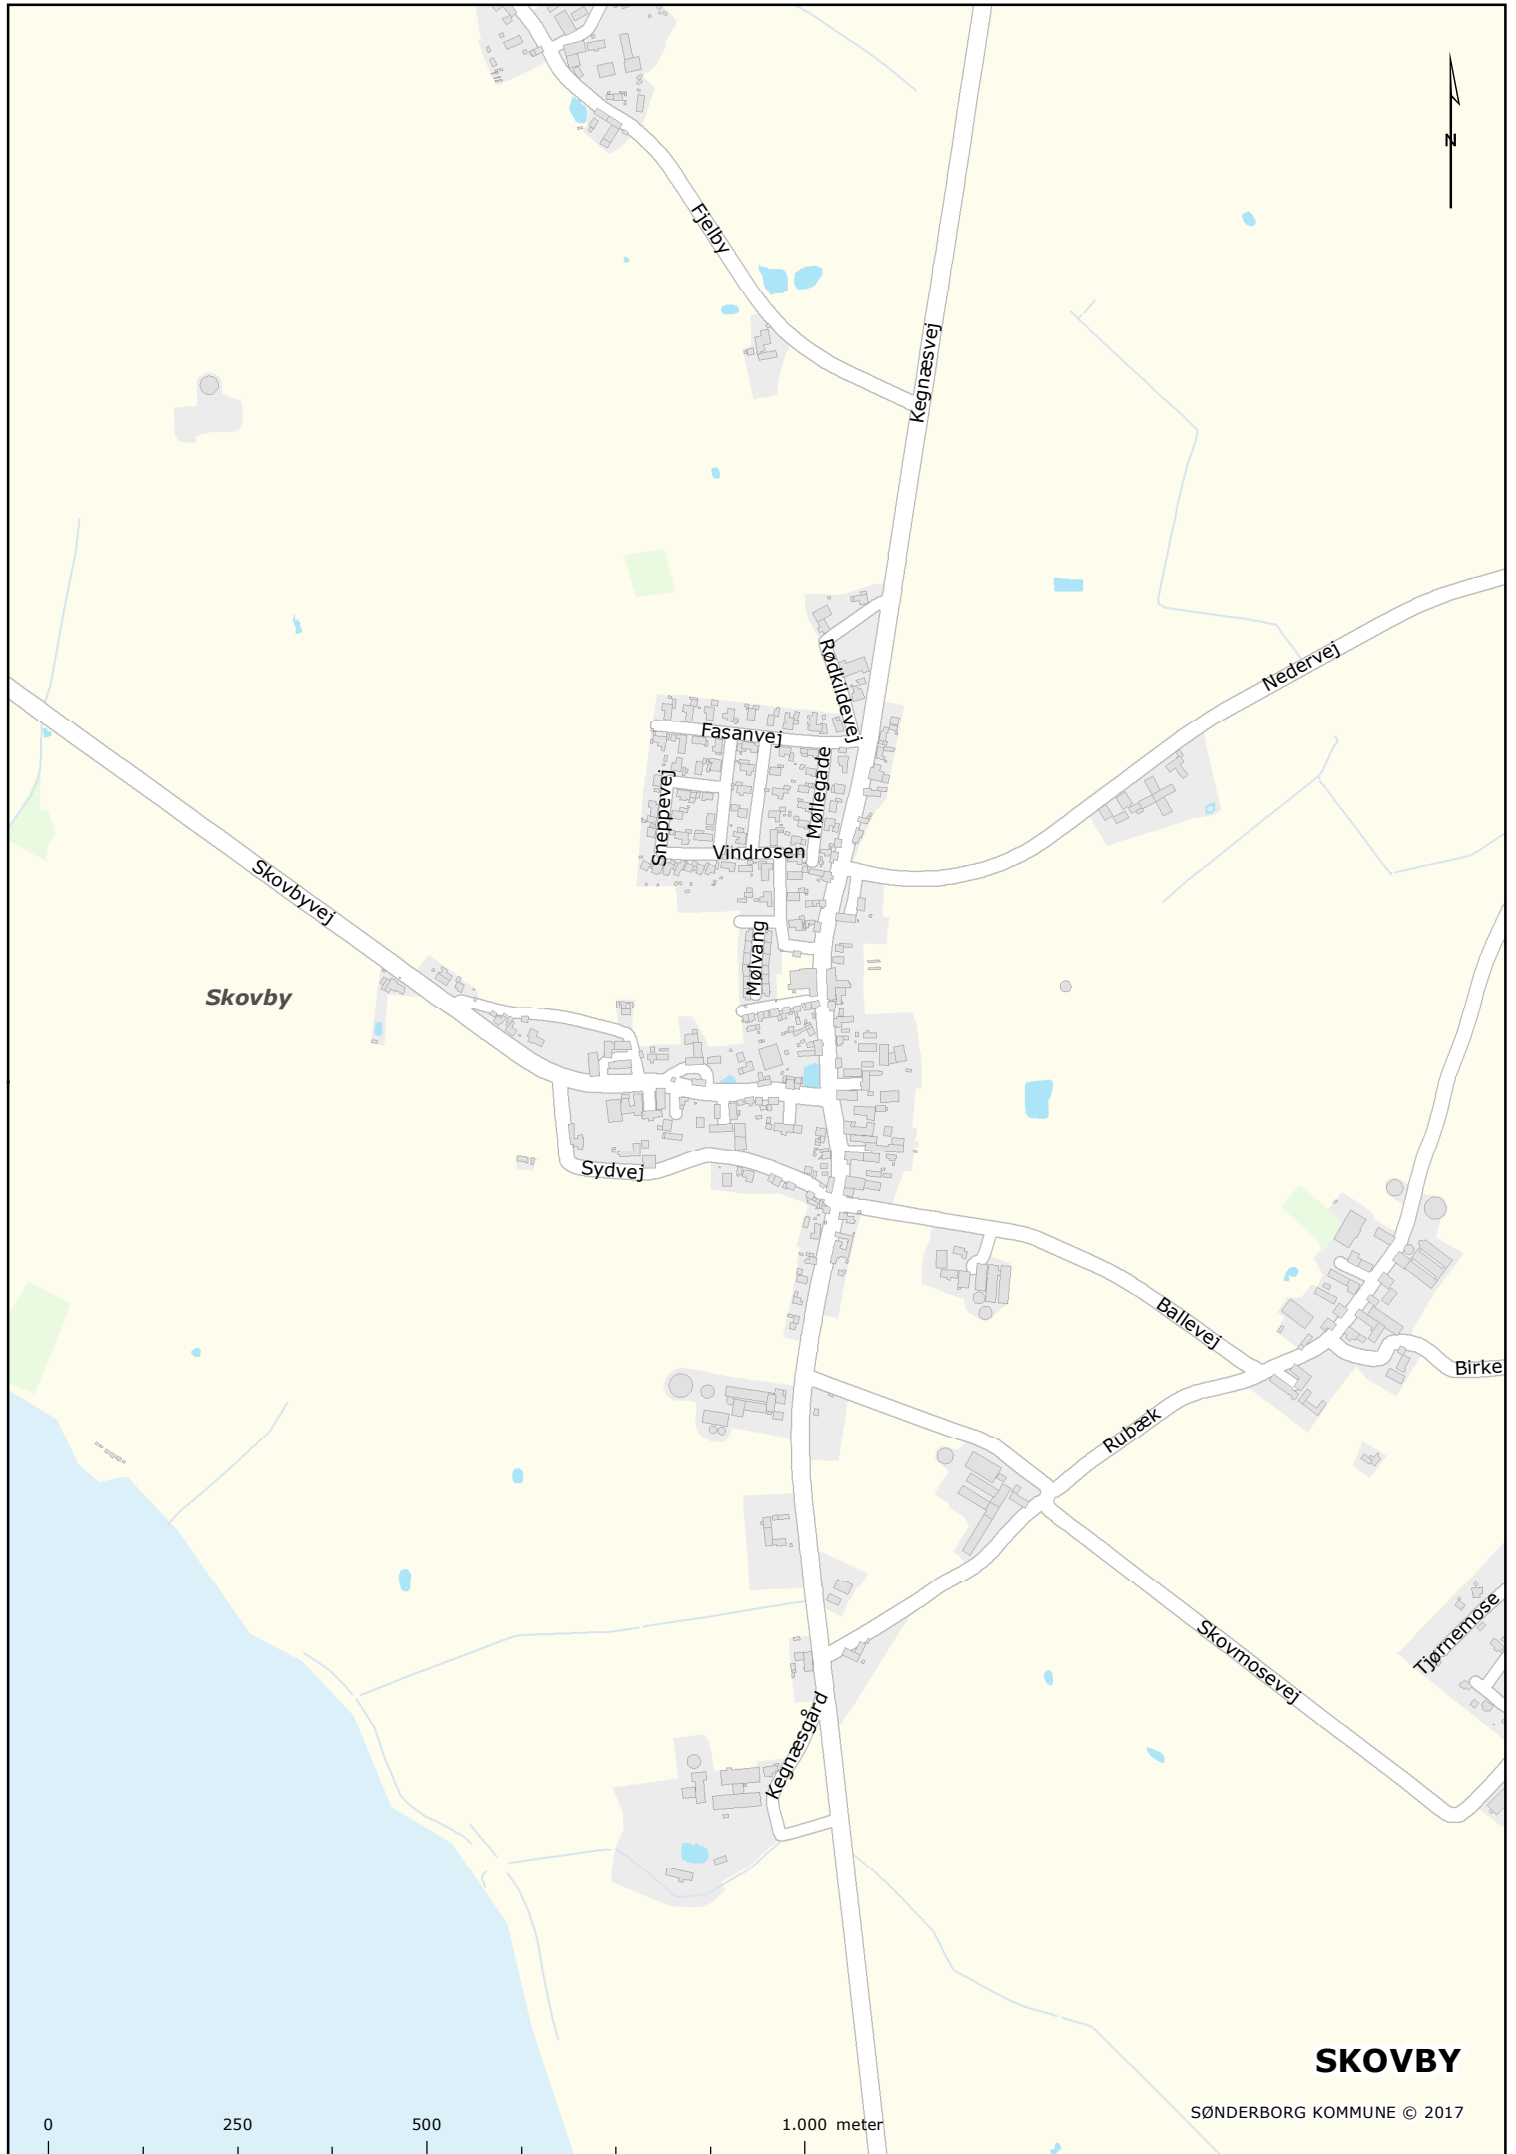 N
Fjelby
Kegnæsvej
Rødkildevej
Nedervej
Fasanvej
Møllegade
Sneppevej
Vindrosen
Skovbyvej
Mølvang
Skovby
Sydvej
Ballevej
Birke
Rubæk
Tjørnemose
Skovmosevej
Kegnæsgård
SKOVBY
SØNDERBORG KOMMUNE © 2017
0 250 500 1.000 meter